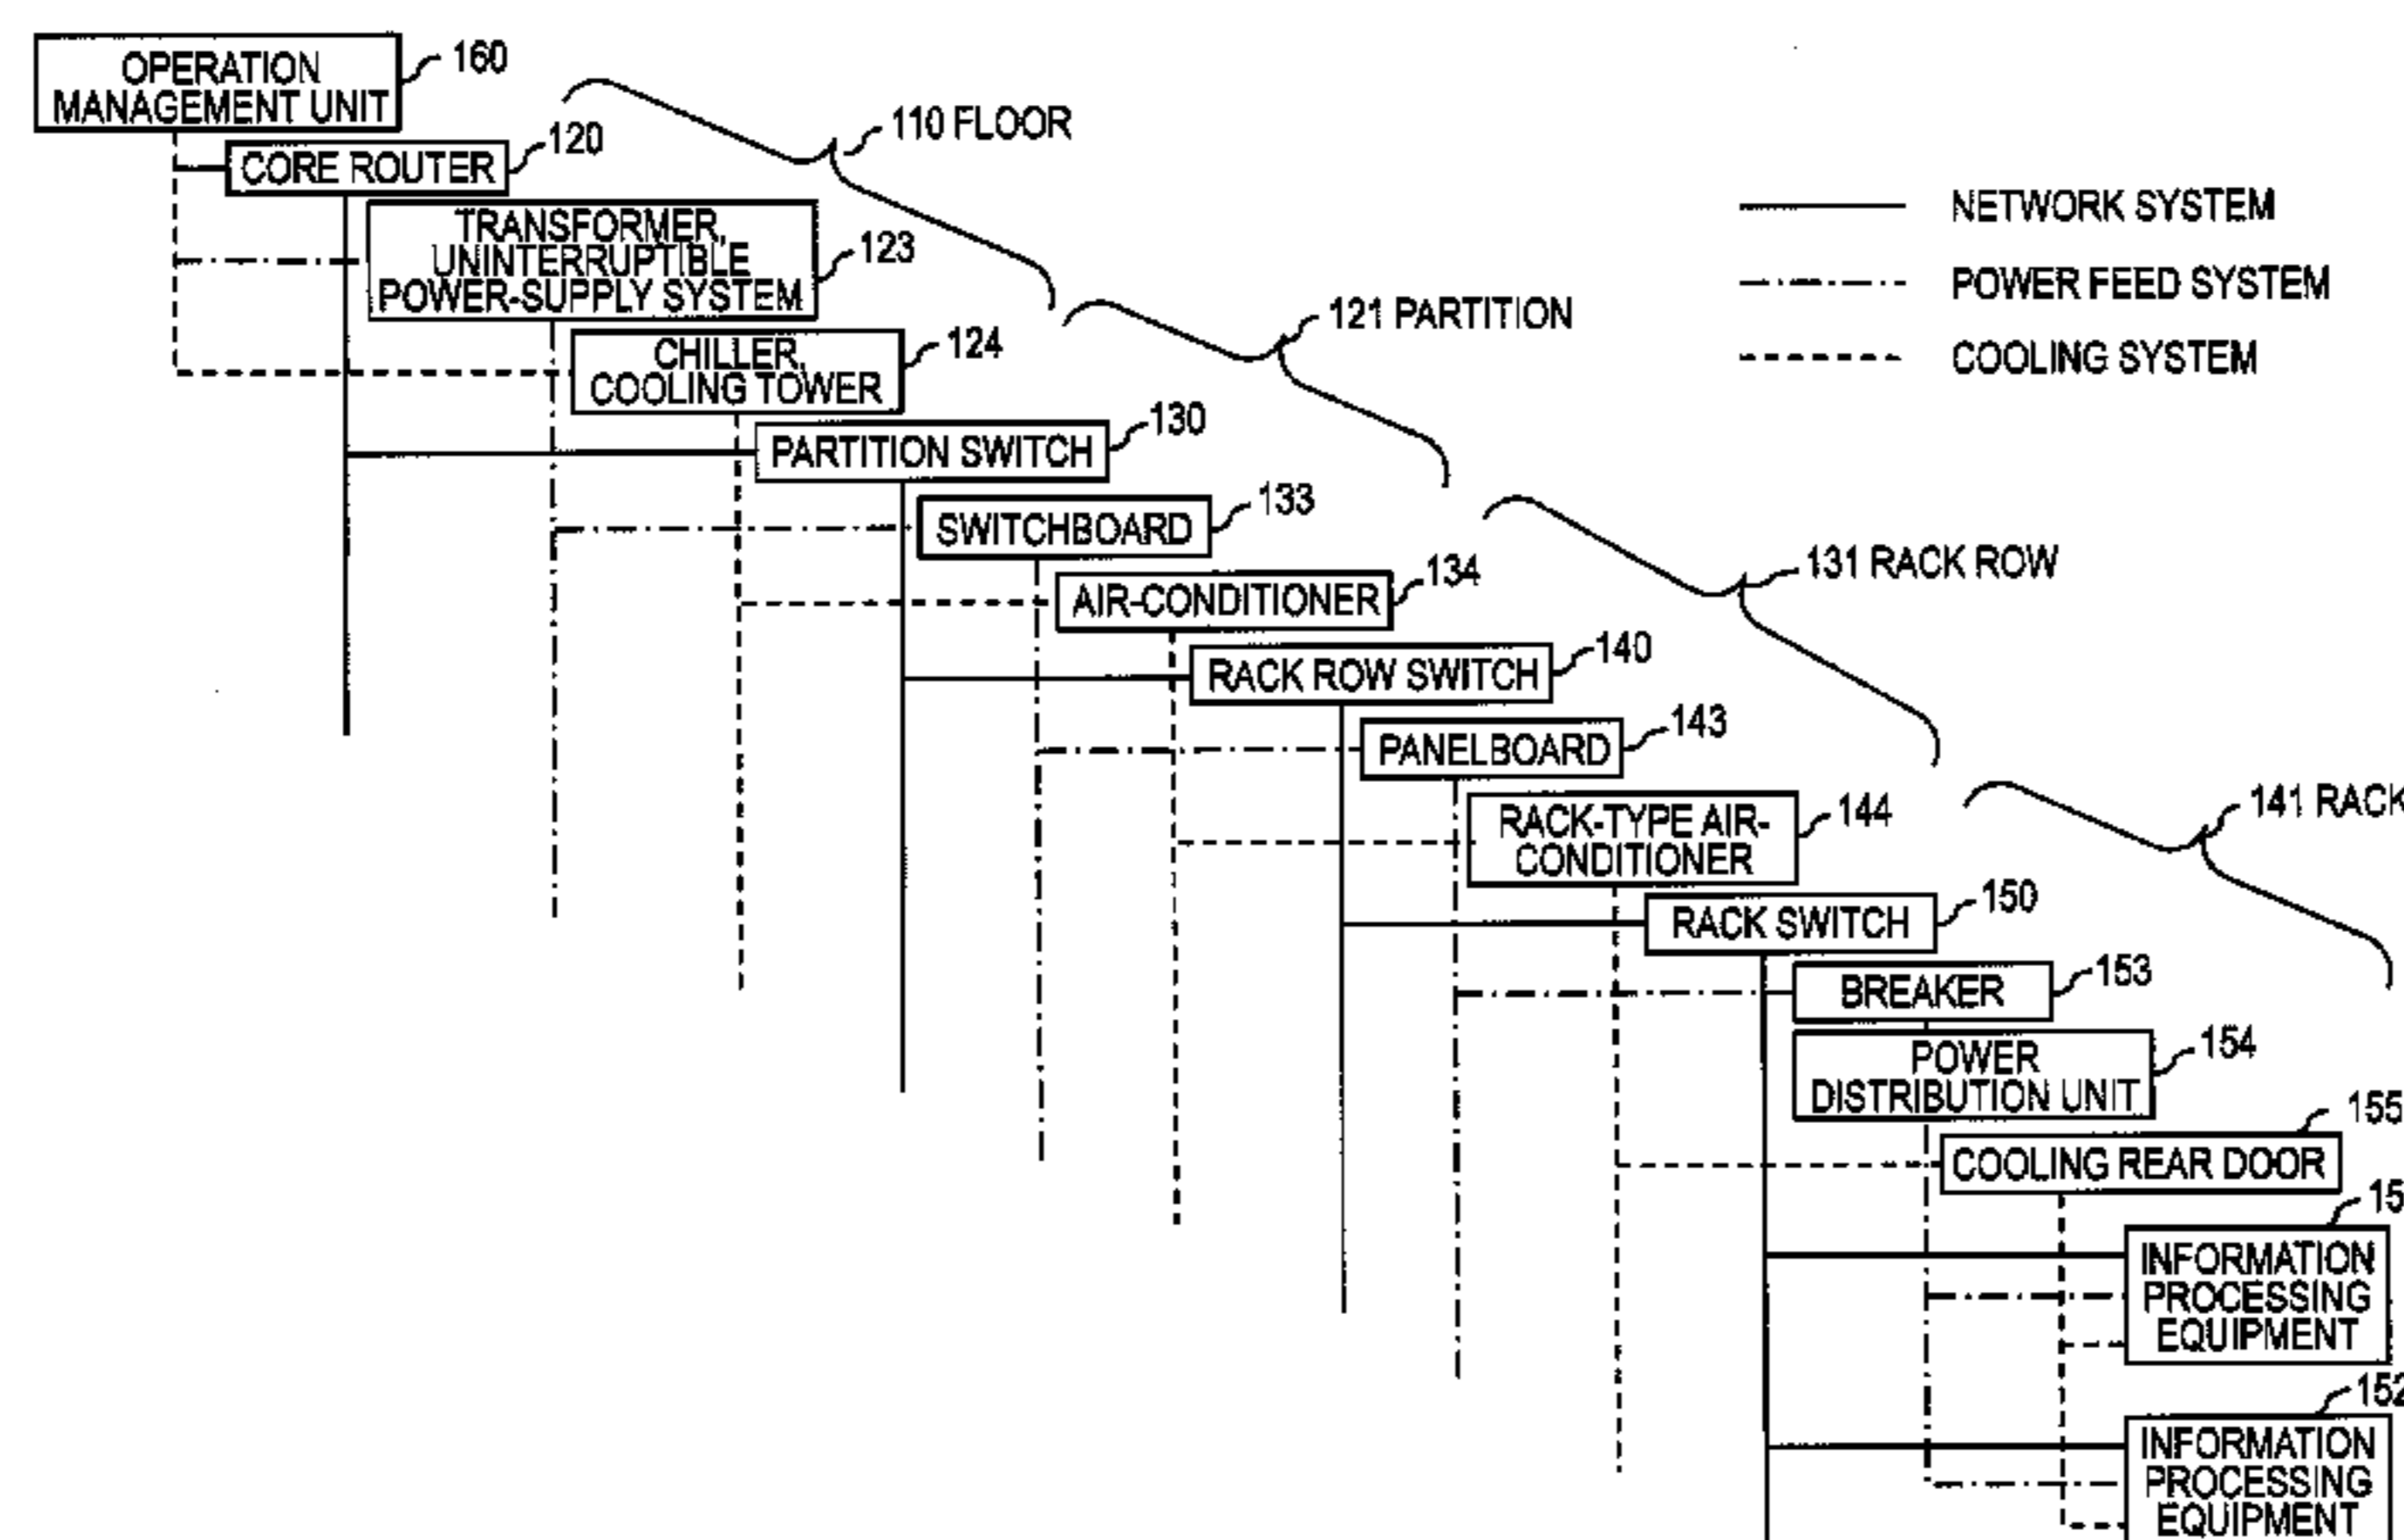 OPERATION
MANAGEMENT UNIT
160
CORE ROUTER
120
110 FLOOR
TRANSFORMER,
UNINTERRUPTIBLE
POWER-SUPPLY SYSTEM
123
NETWORK SYSTEM
POWER FEED SYSTEM
COOLING SYSTEM
CHILLER,
COOLING TOWER
124
121 PARTITION
PARTITION SWITCH
130
SWITCHBOARD
133
AIR-CONDITIONER
134
131 RACK ROW
RACK ROW SWITCH
140
PANELBOARD
143
RACK-TYPE AIR-
CONDITIONER
144
141 RACK
RACK SWITCH
150
BREAKER
153
POWER
DISTRIBUTION UNIT
154
COOLING REAR DOOR
155
INFORMATION
PROCESSING
EQUIPMENT
152
INFORMATION
PROCESSING
EQUIPMENT